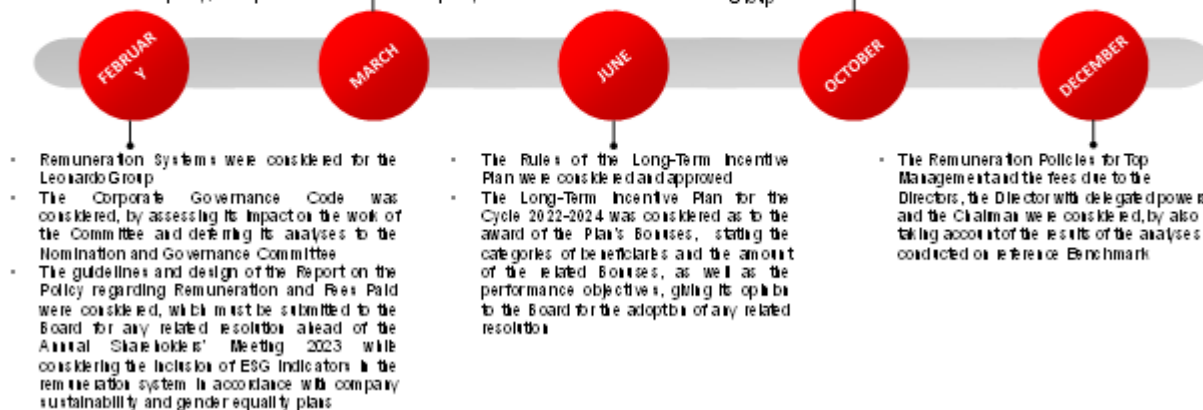 FEBRUAR
Y
MARCH
JUNE
OCTOBER
DECEMBER
- Remuneration Systems were considered for the
Leonardo Group
- The Corporate Governance Code was
considered, by assessing its impact on the work of
the Committee and deferring its analyses to the
Nomination and Governance Committee
- The guidelines and design of the Report on the
Policy regarding Remuneration and Fees Paid
were considered, which must be submitted to the
Board for any related resolution ahead of the
Annual Shareholders' Meeting 2023 while
considering the inclusion of ESG indicators in the
remuneration system in accordance with company
sustainability and gender equality plans
- The Rules of the Long-Term Incentive
Plan were considered and approved
- The Long-Term Incentive Plan for the
Cycle 2022-2024 was considered as to the
award of the Plan's Bonuses, stating the
categories of beneficiaries and the amount
of the related Bonuses, as well as the
performance objectives, giving its opinion
to the Board for the adoption of any related
resolution
- The Remuneration Policies for Top
Management and the fees due to the
Directors, the Director with delegated powers
and the Chairman were considered, by also
taking account of the results of the analyses
conducted on reference Benchmark